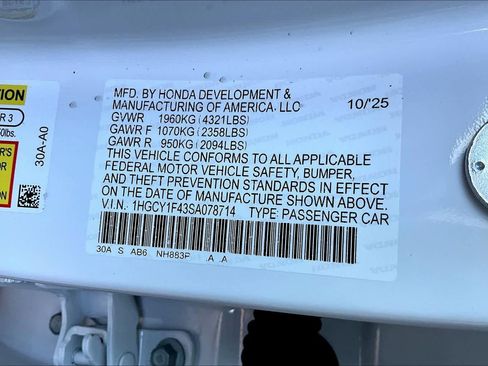 MFD. BY HONDA DEVELOPMENT &
MANUFACTURING OF AMERICA, LLC 10/'25
GVWR 1960KG (4321LBS)
GAWR F 1070KG (2358LBS)
GAWR R 950KG (2094LBS)
THIS VEHICLE CONFORMS TO ALL APPLICABLE
FEDERAL MOTOR VEHICLE SAFETY, BUMPER,
AND THEFT PREVENTION STANDARDS IN EFFECT
ON THE DATE OF MANUFACTURE SHOWN ABOVE.
V.I.N.: 1HGCY1F43SA078714 TYPE: PASSENGER CAR
30A S AB6 NH883P .A .A
30A-A0
R 3